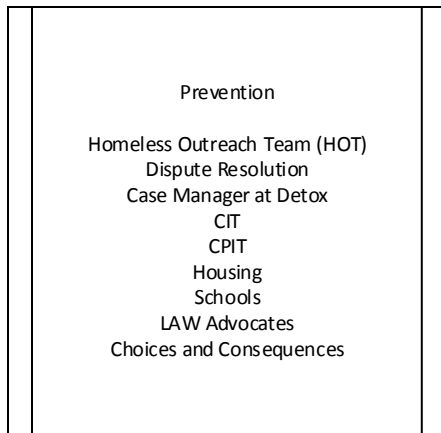 Prevention
Homeless Outreach Team (HOT)
Dispute Resolution
Case Manager at Detox
CIT
CPIT
Housing
Schools
LAW Advocates
Choices and Consequences